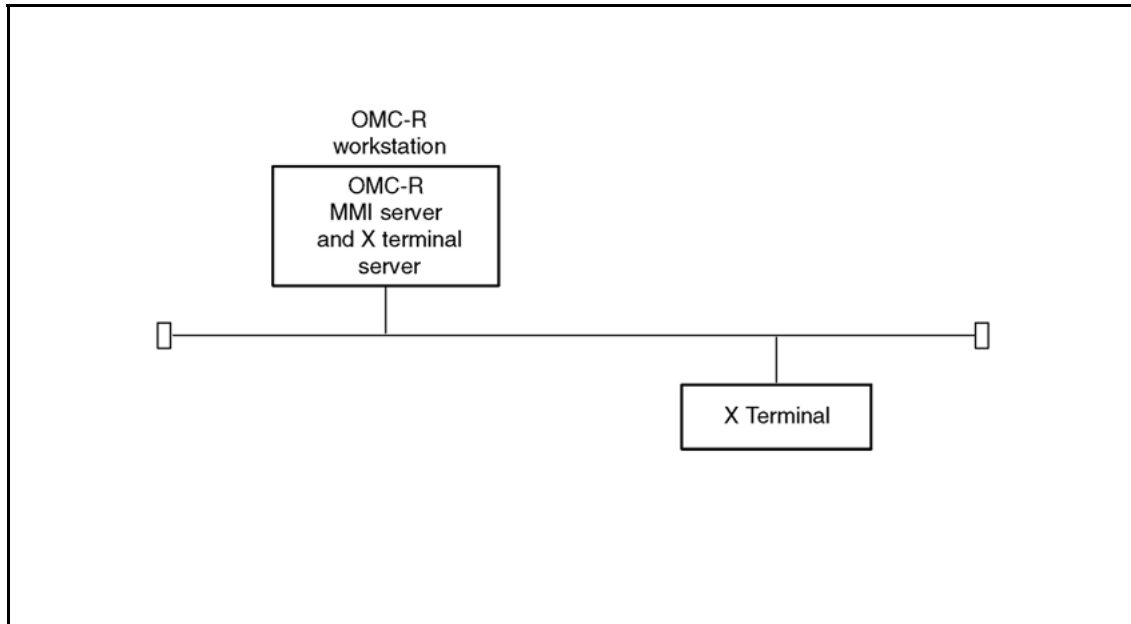 OMC-R
workstation
OMC-R
MMI server
and X terminal
server
X Terminal